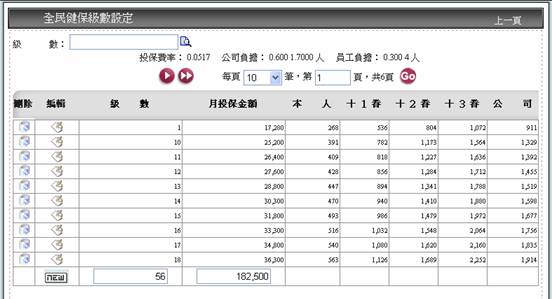 全民健保級數設定 上一頁
級 數：
投保費率：0.0517 公司負擔：0.600 1.7000 人 員工負擔：0.300 4 人
每頁 10 筆，第 1 頁，共6頁 Go
刪除 編輯 級 數 月投保金額 本 人 十１眷 十２眷 十３眷 公 司
1 17,280 268 536 804 1,072 911
10 25,200 391 782 1,173 1,564 1,329
11 26,400 409 818 1,227 1,636 1,392
12 27,600 428 856 1,284 1,712 1,455
13 28,800 447 894 1,341 1,788 1,519
14 30,300 470 940 1,410 1,880 1,598
15 31,800 493 986 1,479 1,972 1,677
16 33,300 516 1,032 1,548 2,064 1,756
17 34,800 540 1,080 1,620 2,160 1,835
18 36,300 563 1,126 1,689 2,252 1,914
NEW 56 182,500